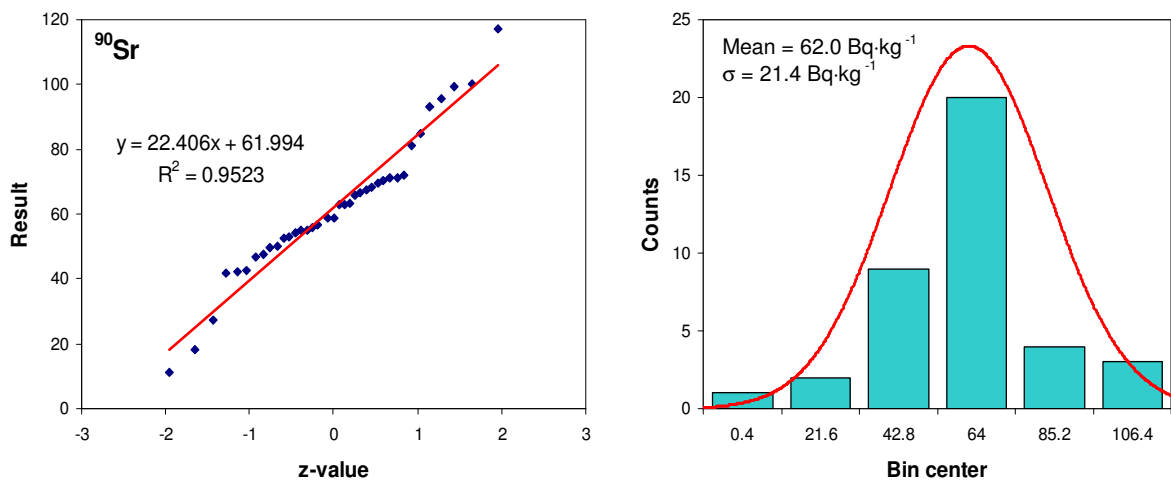 ⁹⁰Sr
y = 22.406x + 61.994
R² = 0.9523
Result
120
100
80
60
40
20
0
-3 -2 -1 0 1 2 3
z-value
Mean = 62.0 Bq·kg⁻¹
σ = 21.4 Bq·kg⁻¹
Counts
25
20
15
10
5
0
0.4 21.6 42.8 64 85.2 106.4
Bin center